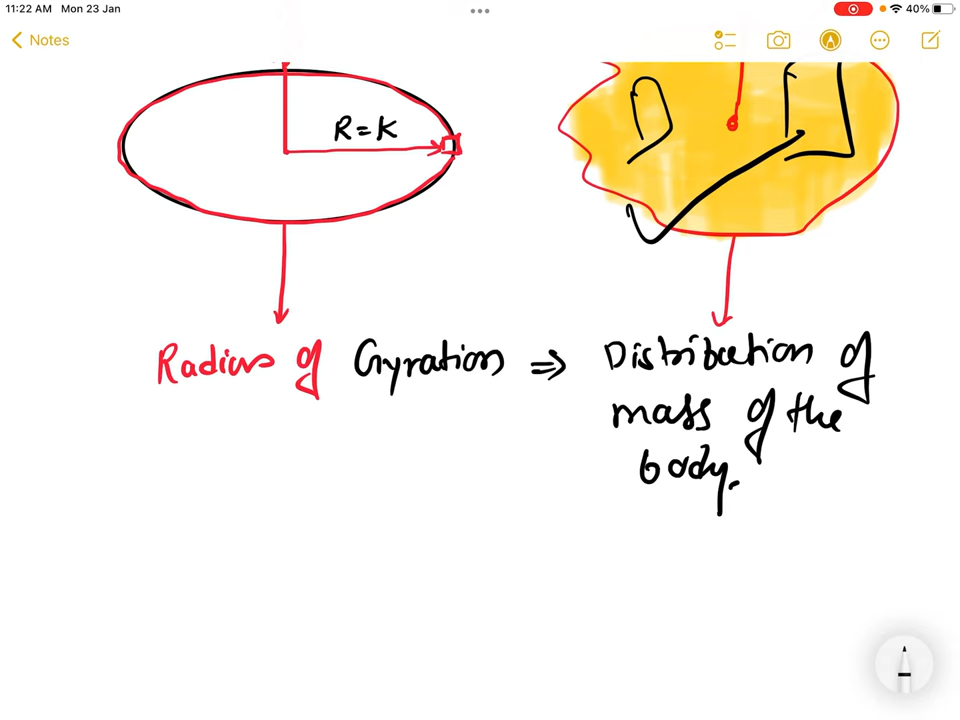 11:22 AM Mon 23 Jan
40%
Notes
R=K
Radius of Gyration ⇒ Distribution of
mass of the
body.